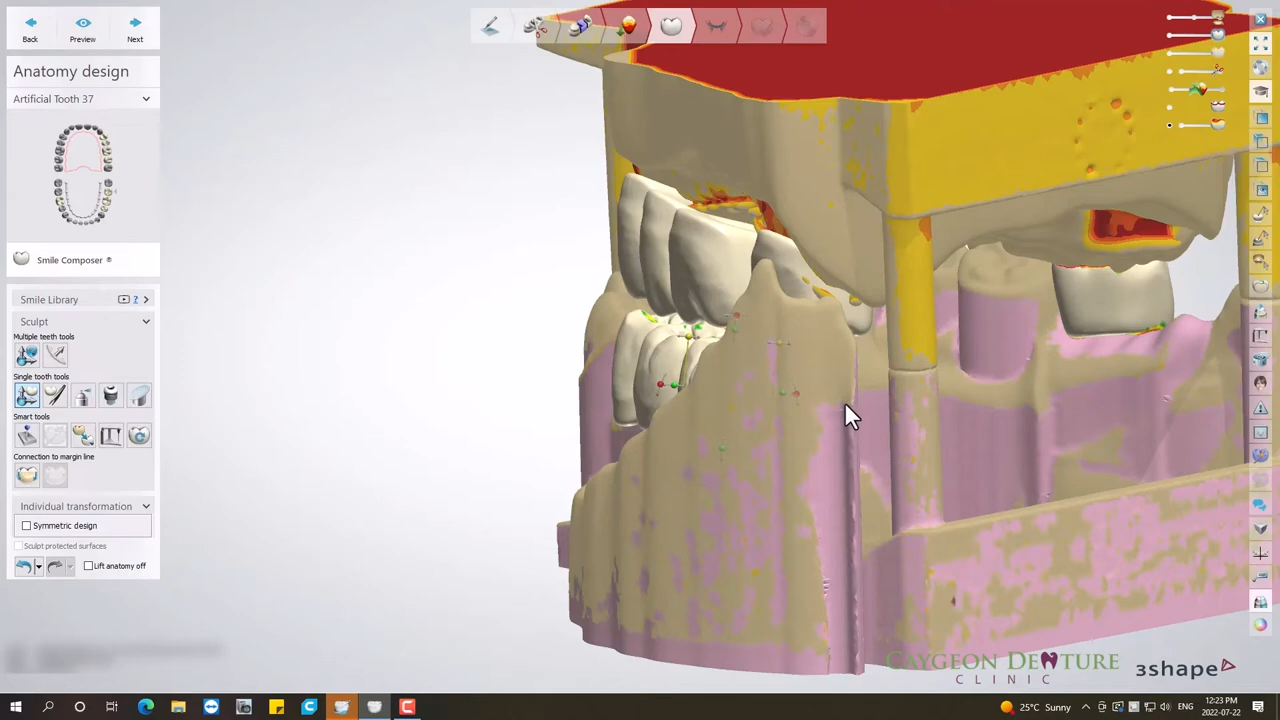 Back
Preview
Next
Anatomy design
Artificial Tooth 37
Smile Composer ®
Smile Library
?
Sculpt
Multiple teeth tools
Single tooth tools
Smart tools
Connection to margin line
Individual transformation
Symmetric design
Sculpt protected surfaces
Lift anatomy off
CAYGEON DENTURE
CLINIC
3shape
25°C Sunny
ENG
12:23 PM
2022-07-22